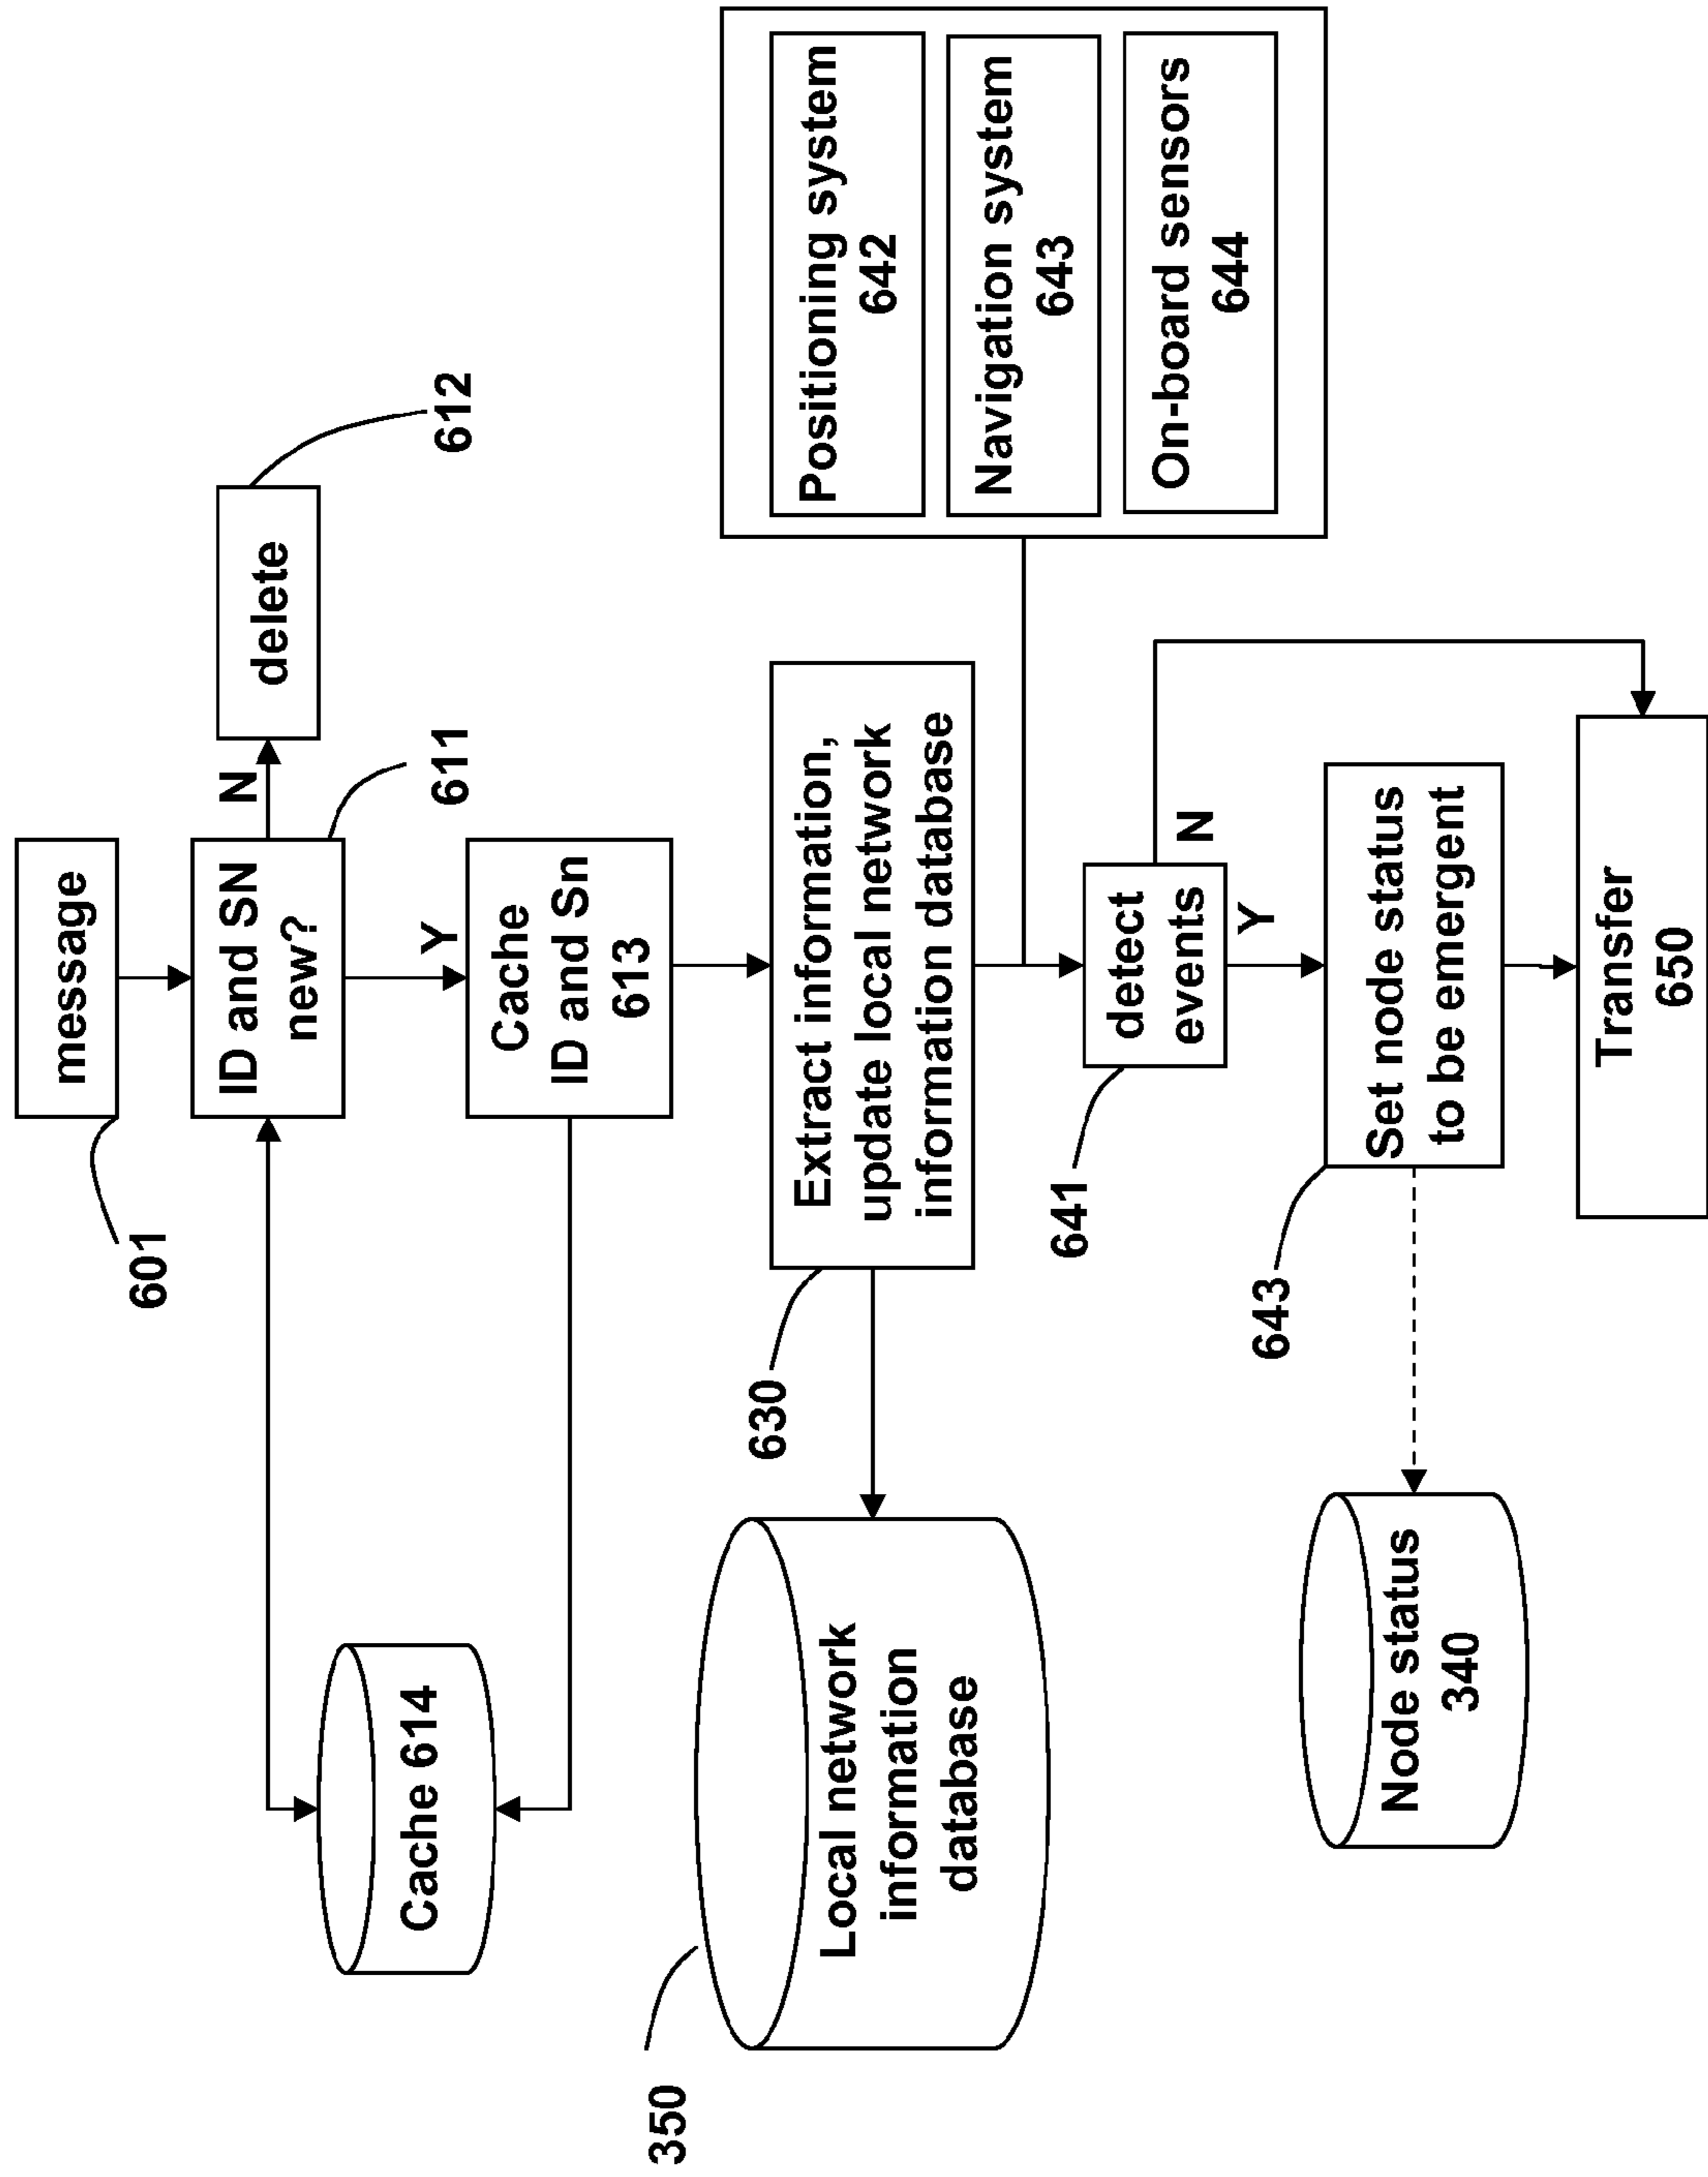 message
601
ID and SN
new?
N
delete
612
611
Y
Cache 614
Cache
ID and Sn
613
Extract information,
update local network
information database
630
Local network
information
database
350
Positioning system
642
Navigation system
643
On-board sensors
644
detect
events
641
N
Y
Set node status
to be emergent
643
Node status
340
Transfer
650